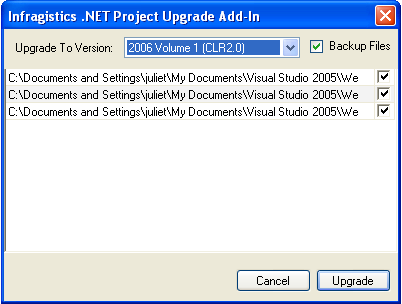 Infragistics .NET Project Upgrade Add-In
Upgrade To Version: 2006 Volume 1 (CLR2.0) Backup Files
C:\Documents and Settings\juliet\My Documents\Visual Studio 2005\We
C:\Documents and Settings\juliet\My Documents\Visual Studio 2005\We
C:\Documents and Settings\juliet\My Documents\Visual Studio 2005\We
Cancel Upgrade